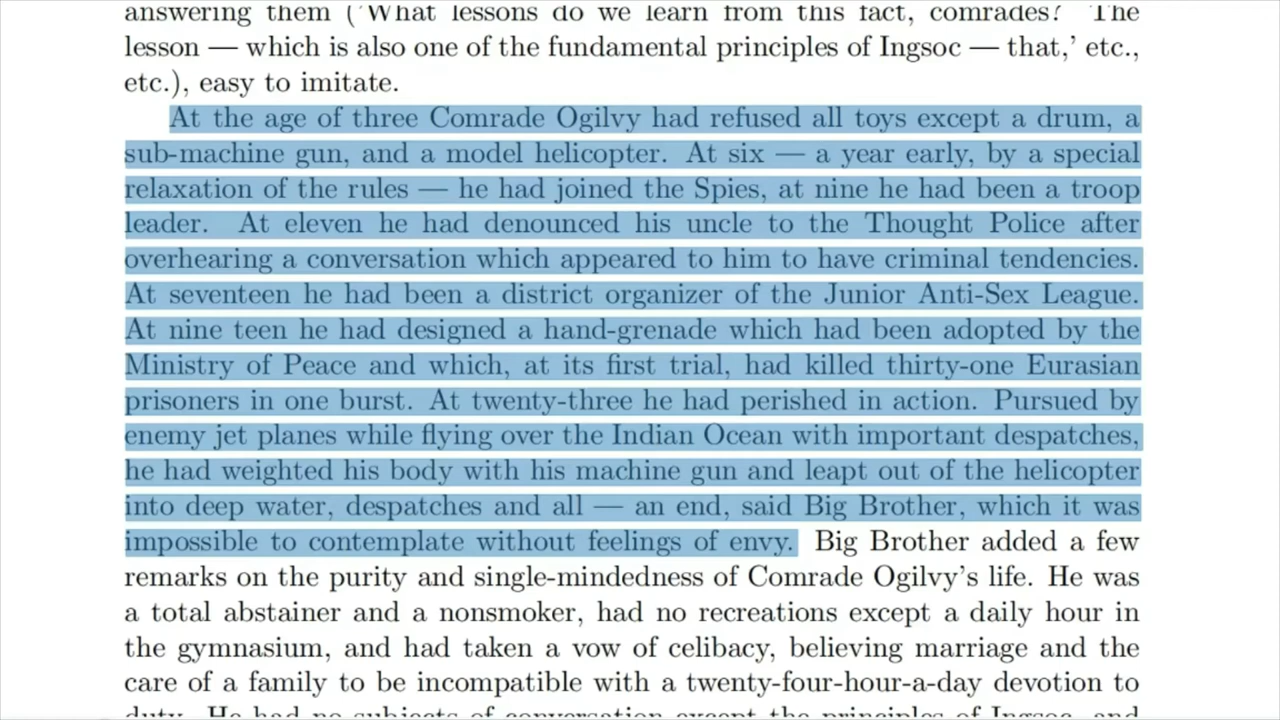 answering them ('What lessons do we learn from this fact, comrades? The
lesson — which is also one of the fundamental principles of Ingsoc — that,' etc.,
etc.), easy to imitate.
At the age of three Comrade Ogilvy had refused all toys except a drum, a
sub-machine gun, and a model helicopter. At six — a year early, by a special
relaxation of the rules — he had joined the Spies, at nine he had been a troop
leader. At eleven he had denounced his uncle to the Thought Police after
overhearing a conversation which appeared to him to have criminal tendencies.
At seventeen he had been a district organizer of the Junior Anti-Sex League.
At nine teen he had designed a hand-grenade which had been adopted by the
Ministry of Peace and which, at its first trial, had killed thirty-one Eurasian
prisoners in one burst. At twenty-three he had perished in action. Pursued by
enemy jet planes while flying over the Indian Ocean with important despatches,
he had weighted his body with his machine gun and leapt out of the helicopter
into deep water, despatches and all — an end, said Big Brother, which it was
impossible to contemplate without feelings of envy. Big Brother added a few
remarks on the purity and single-mindedness of Comrade Ogilvy's life. He was
a total abstainer and a nonsmoker, had no recreations except a daily hour in
the gymnasium, and had taken a vow of celibacy, believing marriage and the
care of a family to be incompatible with a twenty-four-hour-a-day devotion to
duty. He had no subjects of conversation except the principles of Ingsoc, and